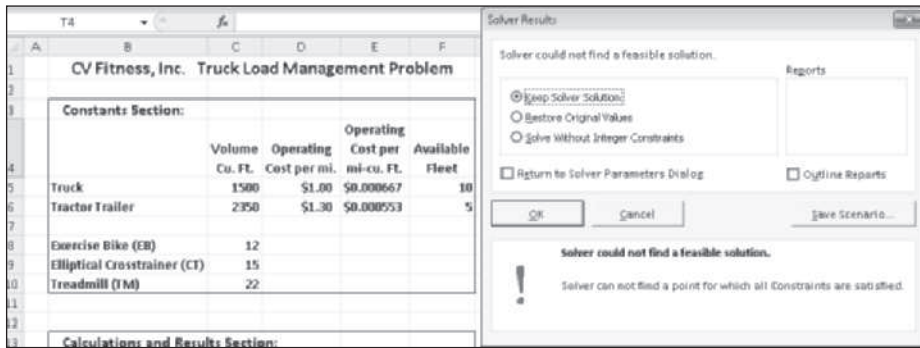 T4
fx
A B C D E F
1 CV Fitness, Inc. Truck Load Management Problem
2
3 Constants Section:
4 Volume Cu. Ft. Operating Cost per mi. Operating Cost per mi-cu. Ft. Available Fleet
5 Truck 1500 $1.00 $0.000667 10
6 Tractor Trailer 2350 $1.30 $0.000553 5
7
8 Exercise Bike (EB) 12
9 Elliptical Crosstrainer (CT) 15
10 Treadmill (TM) 22
11
12
13 Calculations and Results Section:
Solver Results
Solver could not find a feasible solution.
Reports
Keep Solver Solution
Restore Original Values
Solve Without Integer Constraints
Return to Solver Parameters Dialog
Outline Reports
OK
Cancel
Save Scenario...
Solver could not find a feasible solution.
Solver can not find a point for which all Constraints are satisfied.